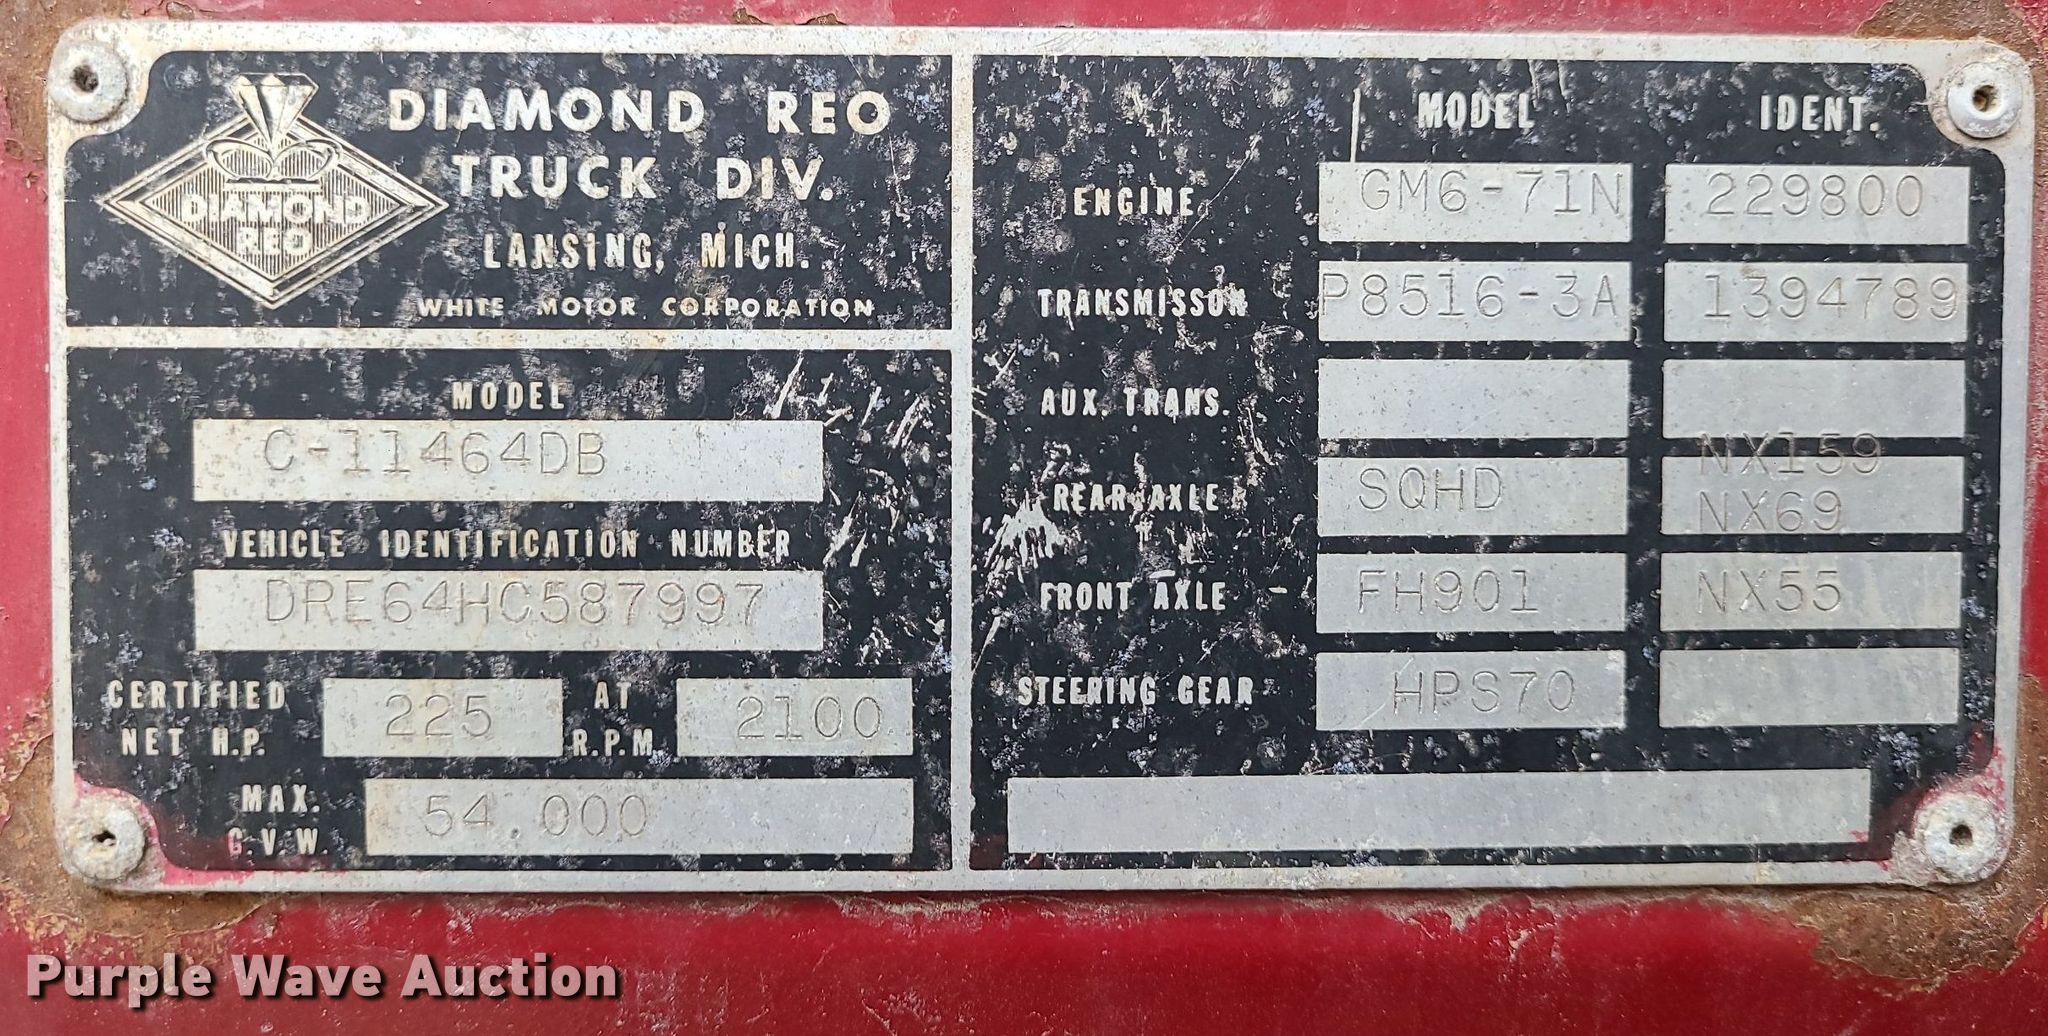 DIAMOND REO
DIAMOND REO
TRUCK DIV.
LANSING, MICH.
WHITE MOTOR CORPORATION
MODEL
C-11464DB
VEHICLE IDENTIFICATION NUMBER
DRE64HC587997
CERTIFIED NET H.P. 225 AT R.P.M. 2100
MAX. G.V.W. 54,000
MODEL IDENT.
ENGINE GM6-71N 229800
TRANSMISSON P8516-3A 1394789
AUX. TRANS.
REAR AXLE SQHD NX159
NX69
FRONT AXLE FH901 NX55
STEERING GEAR HPS70
Purple Wave Auction